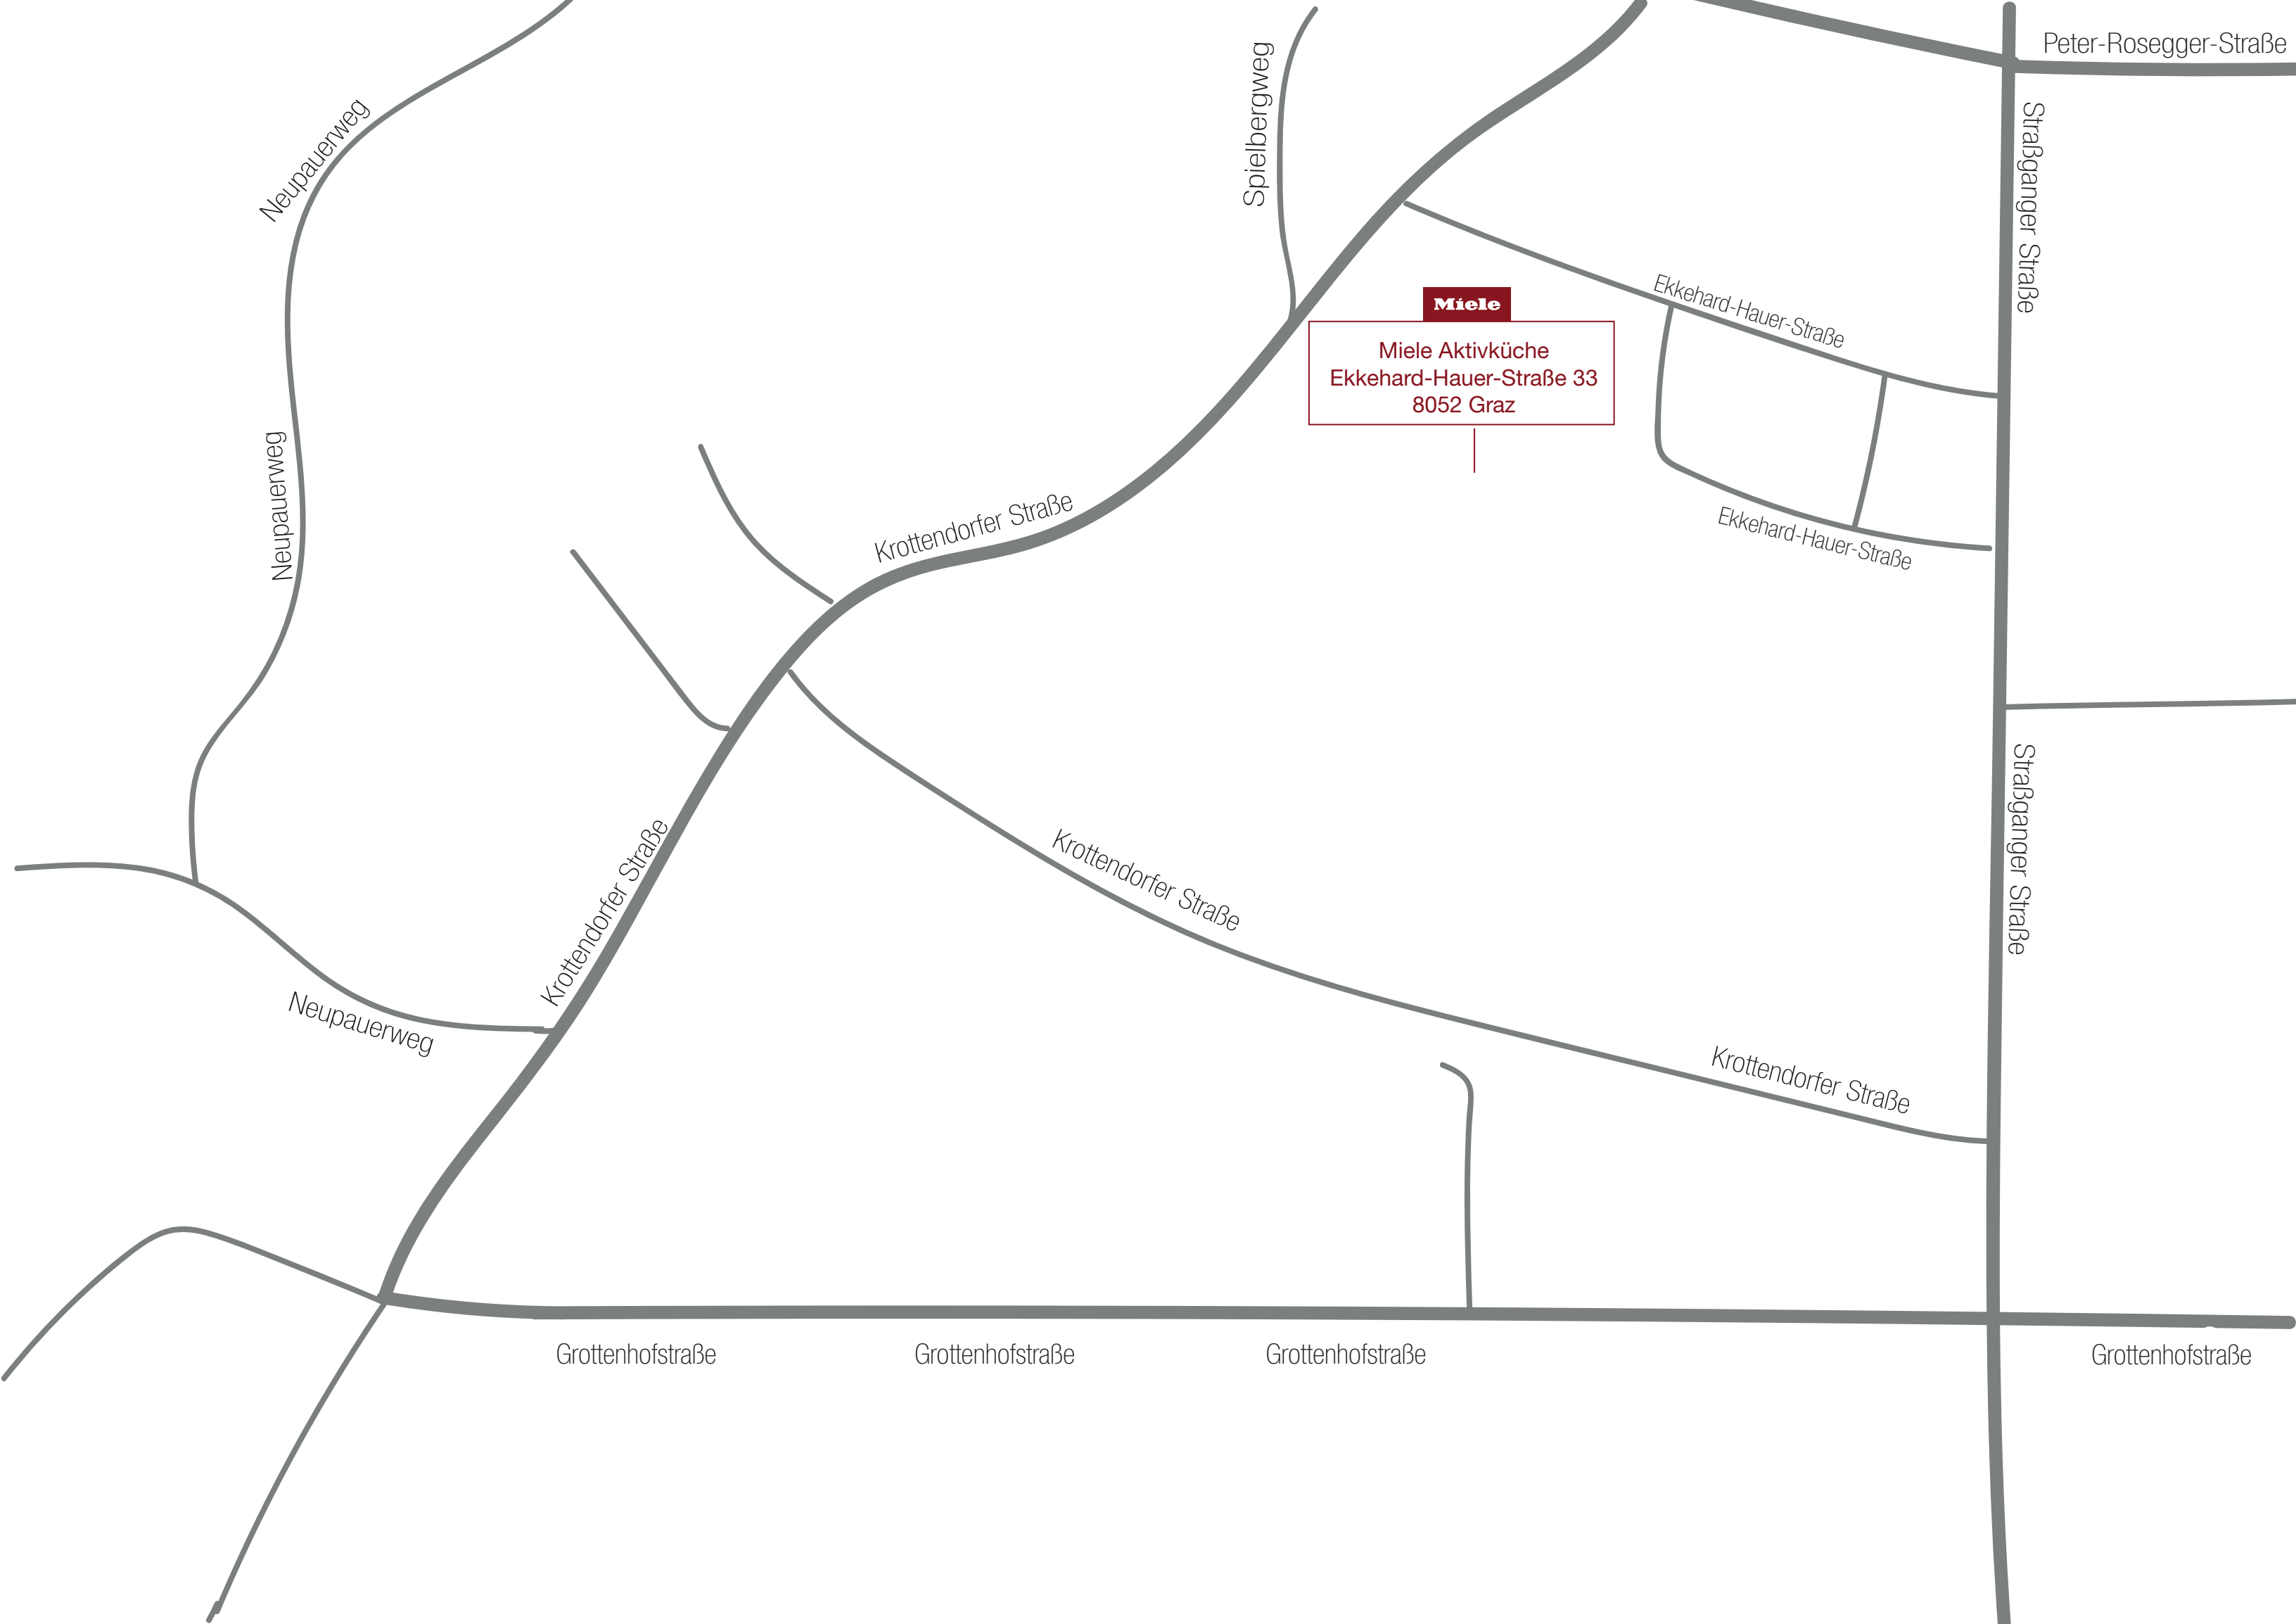 Peter-Rosegger-Straße
Spielbergweg
Neupauerweg
Straßganger Straße
Ekkehard-Hauer-Straße
Miele
Miele Aktivküche
Ekkehard-Hauer-Straße 33
8052 Graz
Neupauerweg
Krottendorfer Straße
Ekkehard-Hauer-Straße
Straßganger Straße
Krottendorfer Straße
Krottendorfer Straße
Neupauerweg
Krottendorfer Straße
Grottenhofstraße
Grottenhofstraße
Grottenhofstraße
Grottenhofstraße